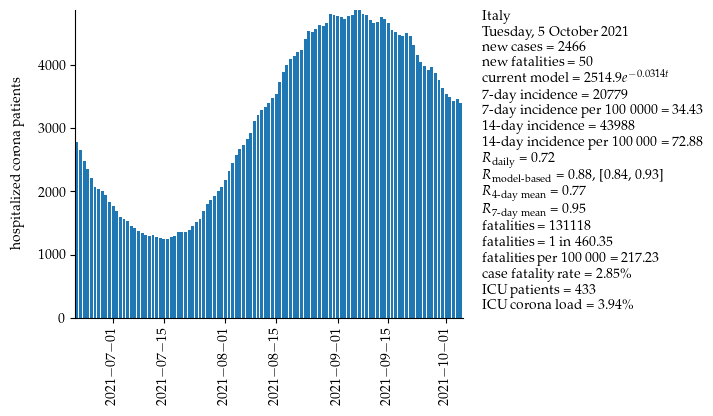 hospitalized corona patients
4000
3000
2000
1000
0
2021−07−01
2021−07−15
2021−08−01
2021−08−15
2021−09−01
2021−09−15
2021−10−01
Italy
Tuesday, 5 October 2021
new cases = 2466
new fatalities = 50
current model = 2514.9e^{−0.0314t}
7-day incidence = 20779
7-day incidence per 100 0000 = 34.43
14-day incidence = 43988
14-day incidence per 100 000 = 72.88
R_daily = 0.72
R_model-based = 0.88, [0.84, 0.93]
R_4-day mean = 0.77
R_7-day mean = 0.95
fatalities = 131118
fatalities = 1 in 460.35
fatalities per 100 000 = 217.23
case fatality rate = 2.85%
ICU patients = 433
ICU corona load = 3.94%